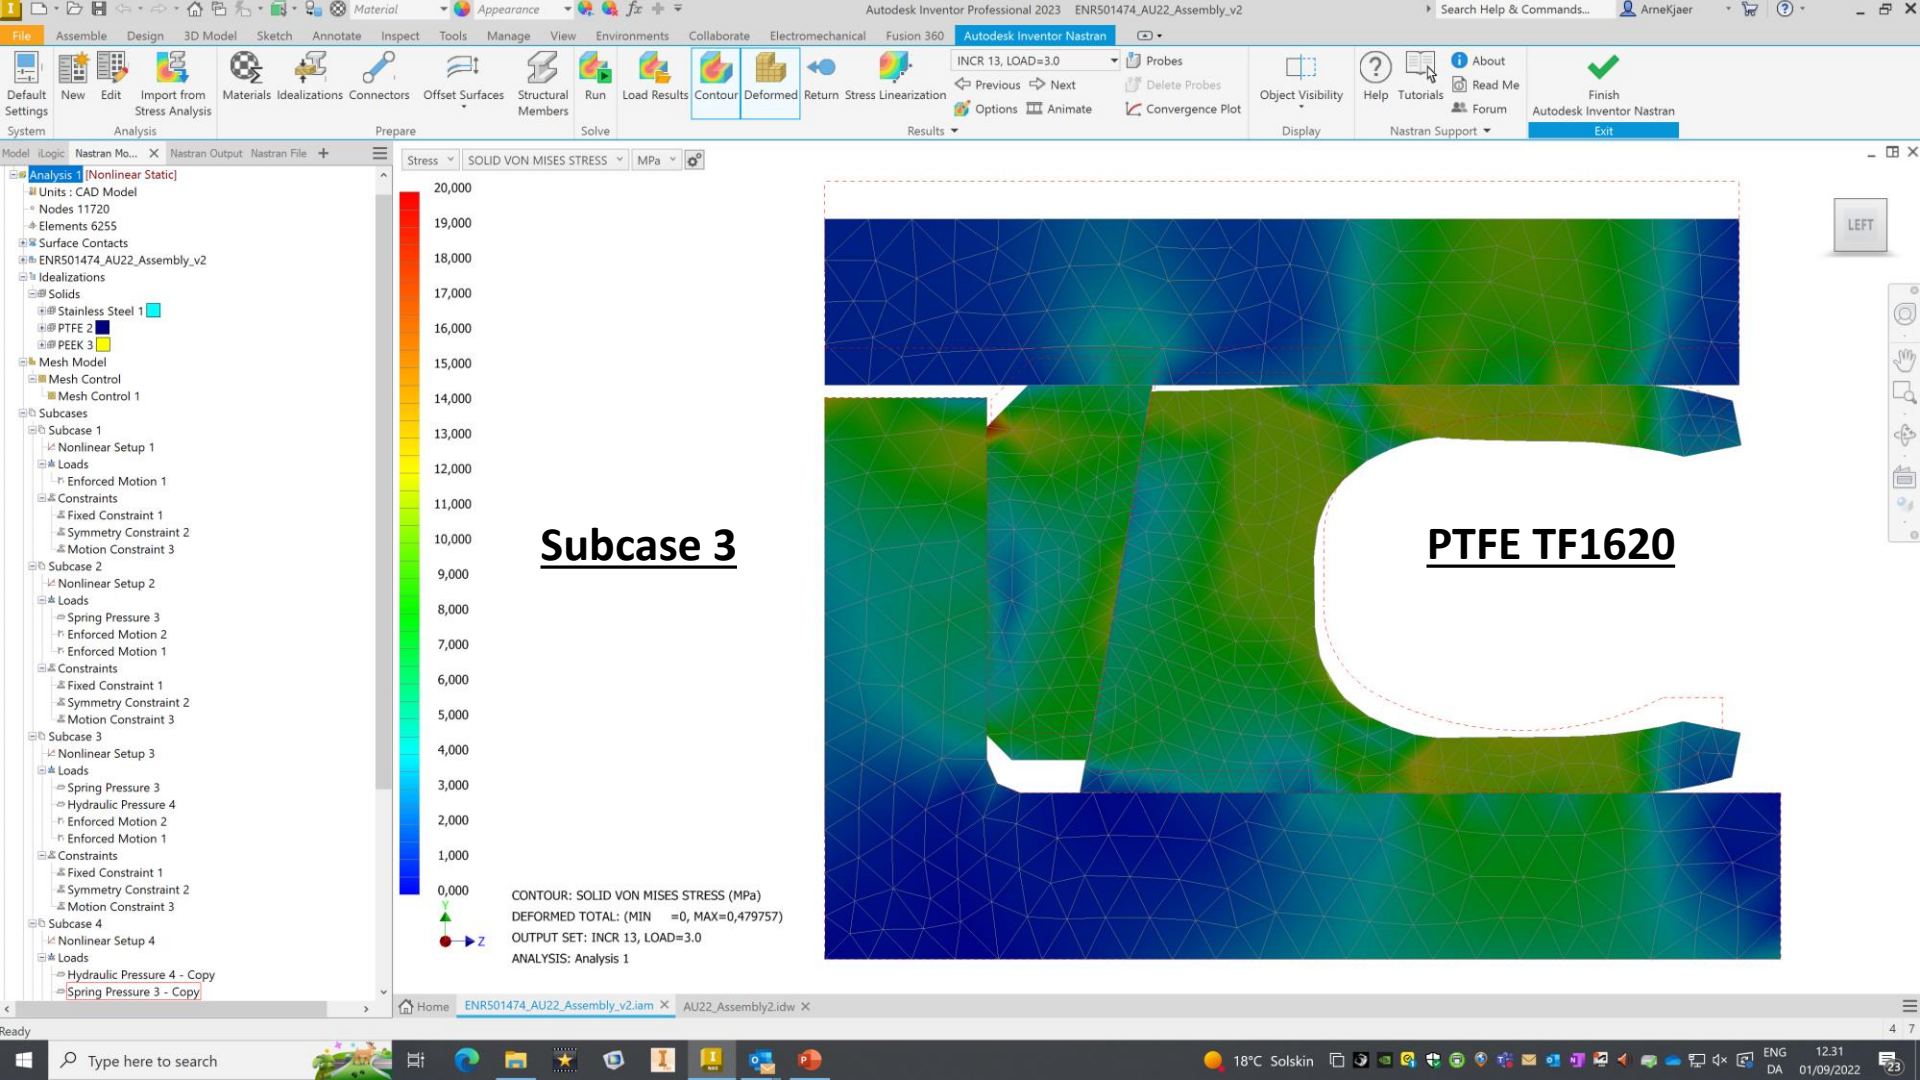 Material
Appearance
Autodesk Inventor Professional 2023 ENR501474_AU22_Assembly_v2
Search Help & Commands...
ArneKjaer
File Assemble Design 3D Model Sketch Annotate Inspect Tools Manage View Environments Collaborate Electromechanical Fusion 360 Autodesk Inventor Nastran
Default Settings
New
Edit
Import from Stress Analysis
Materials
Idealizations
Connectors
Offset Surfaces
Structural Members
Run
Load Results
Contour
Deformed
Return
Stress Linearization
INCR 13, LOAD=3.0
Previous Next
Options Animate
Probes
Delete Probes
Convergence Plot
Object Visibility
Help
Tutorials
About
Read Me
Forum
Finish
Autodesk Inventor Nastran
System Analysis Prepare Solve Results Display Nastran Support Exit
Model iLogic Nastran Mo... Nastran Output Nastran File
Analysis 1 [Nonlinear Static]
Units : CAD Model
Nodes 11720
Elements 6255
Surface Contacts
ENR501474_AU22_Assembly_v2
Idealizations
Solids
Stainless Steel 1
PTFE 2
PEEK 3
Mesh Model
Mesh Control
Mesh Control 1
Subcases
Subcase 1
Nonlinear Setup 1
Loads
Enforced Motion 1
Constraints
Fixed Constraint 1
Symmetry Constraint 2
Motion Constraint 3
Subcase 2
Nonlinear Setup 2
Loads
Spring Pressure 3
Enforced Motion 2
Enforced Motion 1
Constraints
Fixed Constraint 1
Symmetry Constraint 2
Motion Constraint 3
Subcase 3
Nonlinear Setup 3
Loads
Spring Pressure 3
Hydraulic Pressure 4
Enforced Motion 2
Enforced Motion 1
Constraints
Fixed Constraint 1
Symmetry Constraint 2
Motion Constraint 3
Subcase 4
Nonlinear Setup 4
Loads
Hydraulic Pressure 4 - Copy
Spring Pressure 3 - Copy
Stress SOLID VON MISES STRESS MPa
20,000
19,000
18,000
17,000
16,000
15,000
14,000
13,000
12,000
11,000
10,000
9,000
8,000
7,000
6,000
5,000
4,000
3,000
2,000
1,000
0,000
Y
Z
LEFT
Subcase 3
PTFE TF1620
CONTOUR: SOLID VON MISES STRESS (MPa)
DEFORMED TOTAL: (MIN =0, MAX=0,479757)
OUTPUT SET: INCR 13, LOAD=3.0
ANALYSIS: Analysis 1
Home ENR501474_AU22_Assembly_v2.iam AU22_Assembly2.idw
Ready
4 7
Type here to search
18°C Solskin
ENG
DA
12.31
01/09/2022
23